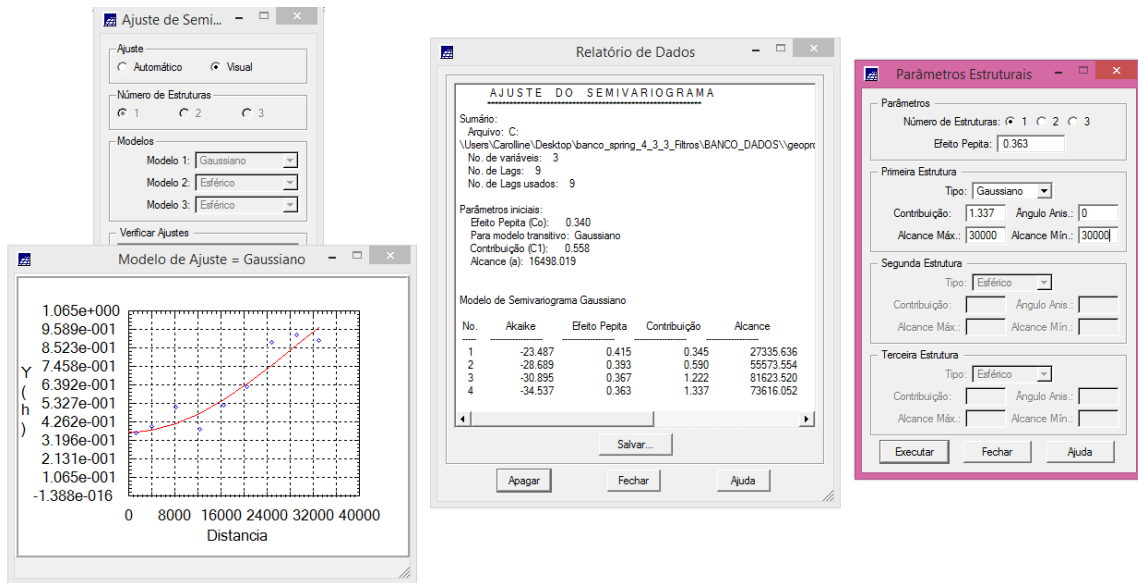 Ajuste de Semi...
Ajuste
Automático Visual
Número de Estruturas
1 2 3
Modelos
Modelo 1: Gaussiano
Modelo 2: Esférico
Modelo 3: Esférico
Verificar Ajustes
Modelo de Ajuste = Gaussiano
1.065e+000
9.589e-001
8.523e-001
7.458e-001
6.392e-001
5.327e-001
4.262e-001
3.196e-001
2.131e-001
1.065e-001
-1.388e-016
Y(h)
0 8000 16000 24000 32000 40000
Distancia
Relatório de Dados
AJUSTE DO SEMIVARIOGRAMA
Sumário:
Arquivo: C:
\Users\Carolline\Desktop\banco_spring_4_3_3_Filtros\BANCO_DADOS\\geopro
No. de variáveis: 3
No. de Lags: 9
No. de Lags usados: 9
Parâmetros iniciais:
Efeito Pepita (Co): 0.340
Para modelo transitivo: Gaussiano
Contribuição (C1): 0.558
Alcance (a): 16498.019
Modelo de Semivariograma Gaussiano
No. Akaike Efeito Pepita Contribuição Alcance
1 -23.487 0.415 0.345 27335.636
2 -28.689 0.393 0.590 55573.554
3 -30.895 0.367 1.222 81623.520
4 -34.537 0.363 1.337 73616.052
Salvar...
Apagar Fechar Ajuda
Parâmetros Estruturais
Parâmetros
Número de Estruturas: 1 2 3
Efeito Pepita: 0.363
Primeira Estrutura
Tipo: Gaussiano
Contribuição: 1.337 Ângulo Anis.: 0
Alcance Máx.: 30000 Alcance Mín.: 30000
Segunda Estrutura
Tipo: Esférico
Contribuição: Ângulo Anis.:
Alcance Máx.: Alcance Mín.:
Terceira Estrutura
Tipo: Esférico
Contribuição: Ângulo Anis.:
Alcance Máx.: Alcance Mín.:
Executar Fechar Ajuda